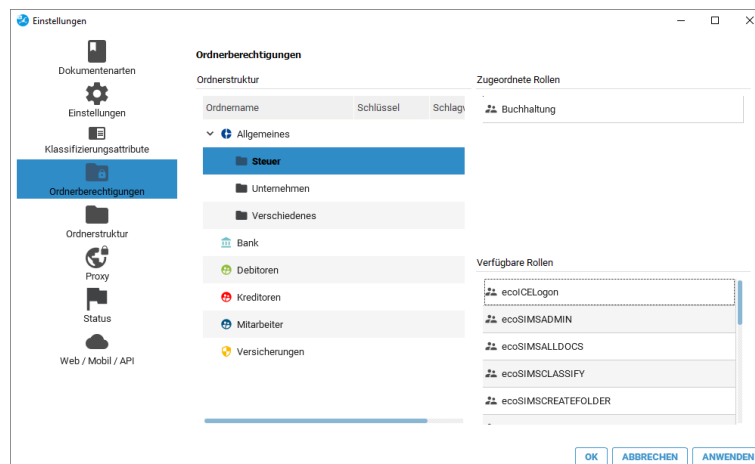 Einstellungen
Dokumentenarten
Einstellungen
Klassifizierungsattribute
Ordnerberechtigungen
Ordnerstruktur
Proxy
Status
Web / Mobil / API
Ordnerberechtigungen
Ordnerstruktur
Ordnername Schlüssel Schlagv
Allgemeines
Steuer
Unternehmen
Verschiedenes
Bank
Debitoren
Kreditoren
Mitarbeiter
Versicherungen
Zugeordnete Rollen
Buchhaltung
Verfügbare Rollen
ecoICELogon
ecoSIMSADMIN
ecoSIMSALLDOCS
ecoSIMSCLASSIFY
ecoSIMSCREATEFOLDER
OK ABBRECHEN ANWENDEN